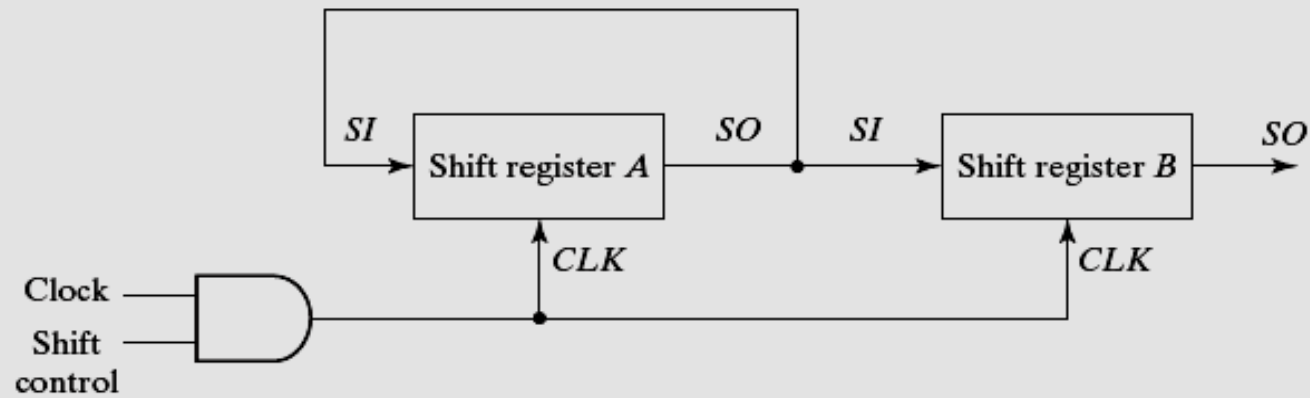 SI
Shift register A
SO
SI
Shift register B
SO
CLK
CLK
Clock
Shift
control